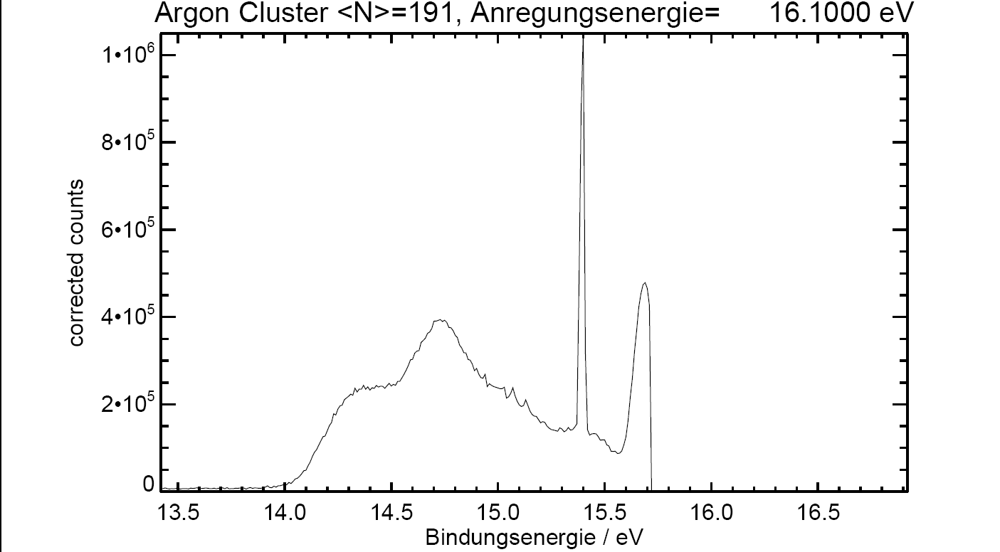 Argon Cluster <N>=191, Anregungsenergie= 16.1000 eV
1•10⁶
8•10⁵
6•10⁵
4•10⁵
2•10⁵
0
corrected counts
13.5 14.0 14.5 15.0 15.5 16.0 16.5
Bindungsenergie / eV